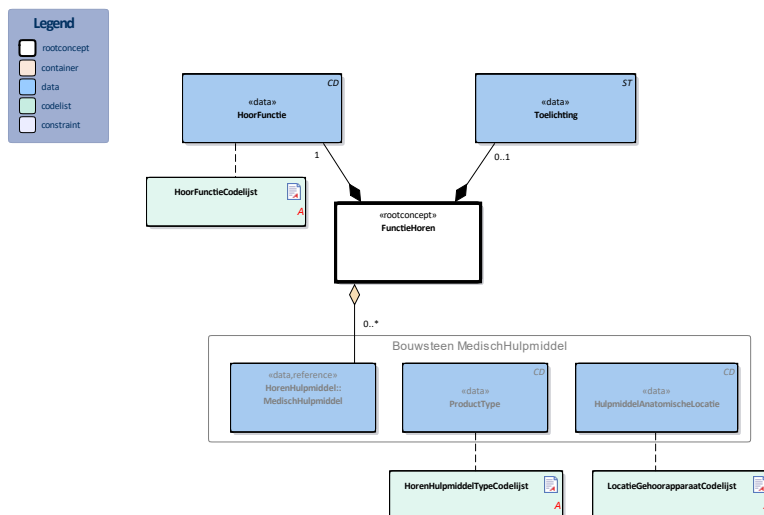 Legend
rootconcept
container
data
codelist
constraint
CD
«data»
HoorFunctie
ST
«data»
Toelichting
1
0..1
HoorFunctieCodelijst
A
«rootconcept»
FunctieHoren
0..*
Bouwsteen MedischHulpmiddel
«data,reference»
HorenHulpmiddel::
MedischHulpmiddel
CD
«data»
ProductType
CD
«data»
HulpmiddelAnatomischeLocatie
HorenHulpmiddelTypeCodelijst
A
LocatieGehoorapparaatCodelijst